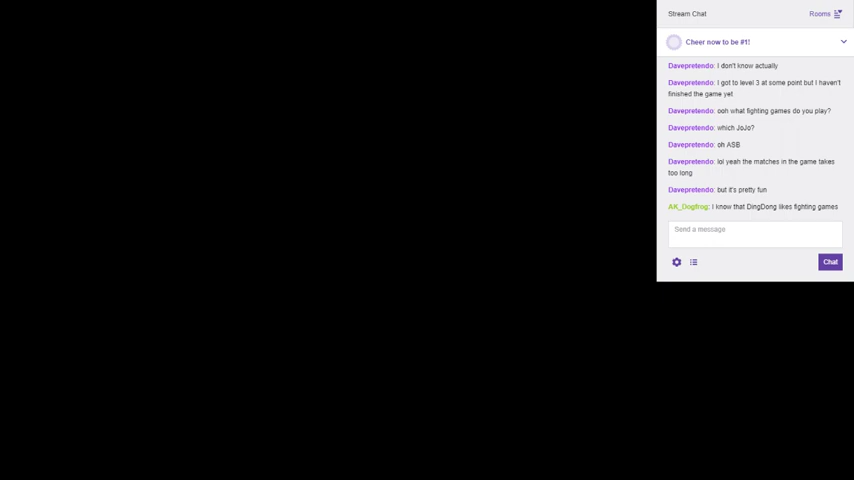 Stream Chat
Rooms
Cheer now to be #1!
Davepretendo: I don't know actually
Davepretendo: I got to level 3 at some point but I haven't
finished the game yet
Davepretendo: ooh what fighting games do you play?
Davepretendo: which JoJo?
Davepretendo: oh ASB
Davepretendo: lol yeah the matches in the game takes
too long
Davepretendo: but it's pretty fun
AK_Dogfrog: I know that DingDong likes fighting games
Send a message
Chat